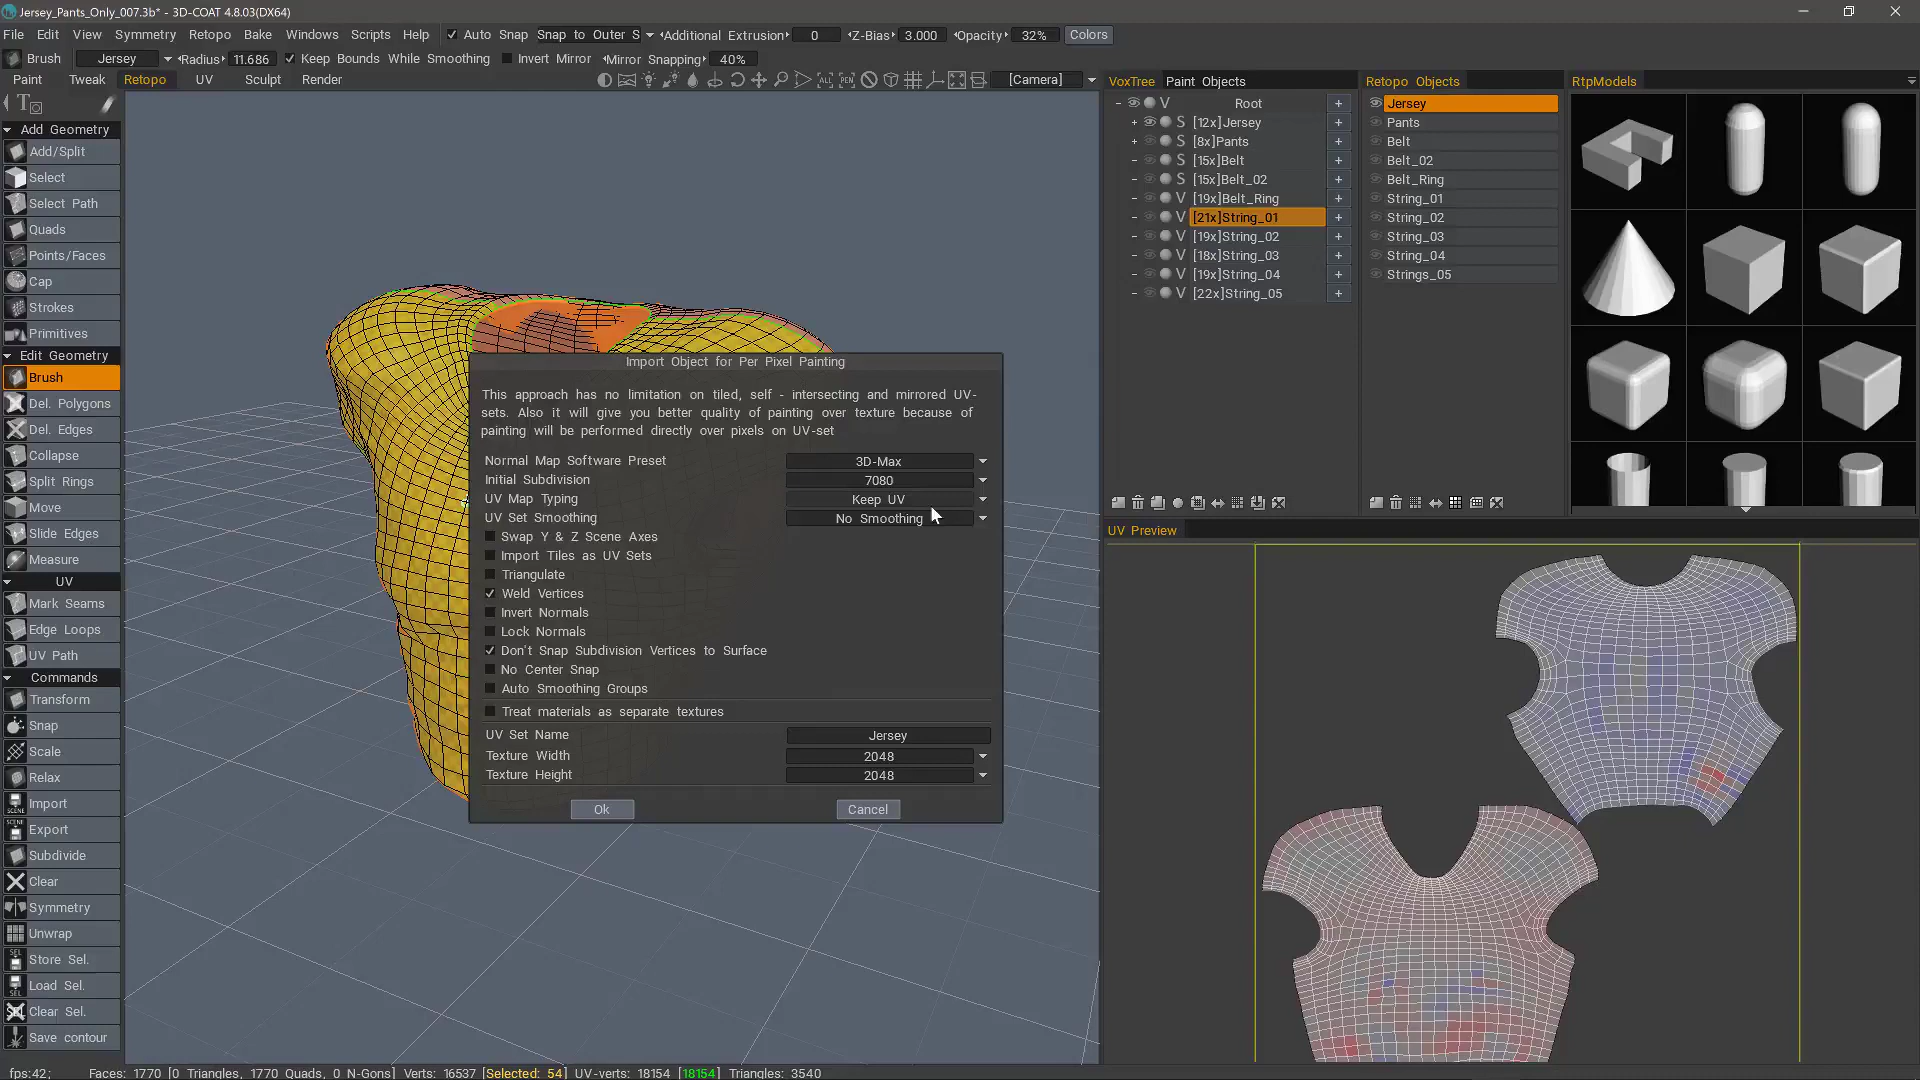 Jersey_Pants_Only_007.3b* - 3D-COAT 4.8.03(DX64)
File Edit View Symmetry Retopo Bake Windows Scripts Help Auto Snap Snap to Outer S Additional Extrusion 0 Z-Bias 3.000 Opacity 32% Colors
Brush Jersey Radius 11.686 Keep Bounds While Smoothing Invert Mirror Mirror Snapping 40%
Paint Tweak Retopo UV Sculpt Render [Camera]
Add Geometry
Add/Split
Select
Select Path
Quads
Points/Faces
Cap
Strokes
Primitives
Edit Geometry
Brush
Del. Polygons
Del. Edges
Collapse
Split Rings
Move
Slide Edges
Measure
UV
Mark Seams
Edge Loops
UV Path
Commands
Transform
Snap
Scale
Relax
Import
Export
Subdivide
Clear
Symmetry
Unwrap
Store Sel.
Load Sel.
Clear Sel.
Save contour
Import Object for Per Pixel Painting
This approach has no limitation on tiled, self - intersecting and mirrored UV-
sets. Also it will give you better quality of painting over texture because of
painting will be performed directly over pixels on UV-set
Normal Map Software Preset 3D-Max
Initial Subdivision 7080
UV Map Typing Keep UV
UV Set Smoothing No Smoothing
Swap Y & Z Scene Axes
Import Tiles as UV Sets
Triangulate
Weld Vertices
Invert Normals
Lock Normals
Don't Snap Subdivision Vertices to Surface
No Center Snap
Auto Smoothing Groups
Treat materials as separate textures
UV Set Name Jersey
Texture Width 2048
Texture Height 2048
Ok Cancel
VoxTree Paint Objects
V Root +
+ S [12x]Jersey +
+ S [8x]Pants +
S [15x]Belt +
S [15x]Belt_02 +
V [19x]Belt_Ring +
V [21x]String_01 +
V [19x]String_02 +
V [18x]String_03 +
V [19x]String_04 +
V [22x]String_05 +
Retopo Objects
Jersey
Pants
Belt
Belt_02
Belt_Ring
String_01
String_02
String_03
String_04
Strings_05
RtpModels
UV Preview
fps:42; Faces: 1770 [0 Triangles, 1770 Quads, 0 N-Gons] Verts: 16537 [Selected: 54] UV-verts: 18154 [18154] Triangles: 3540